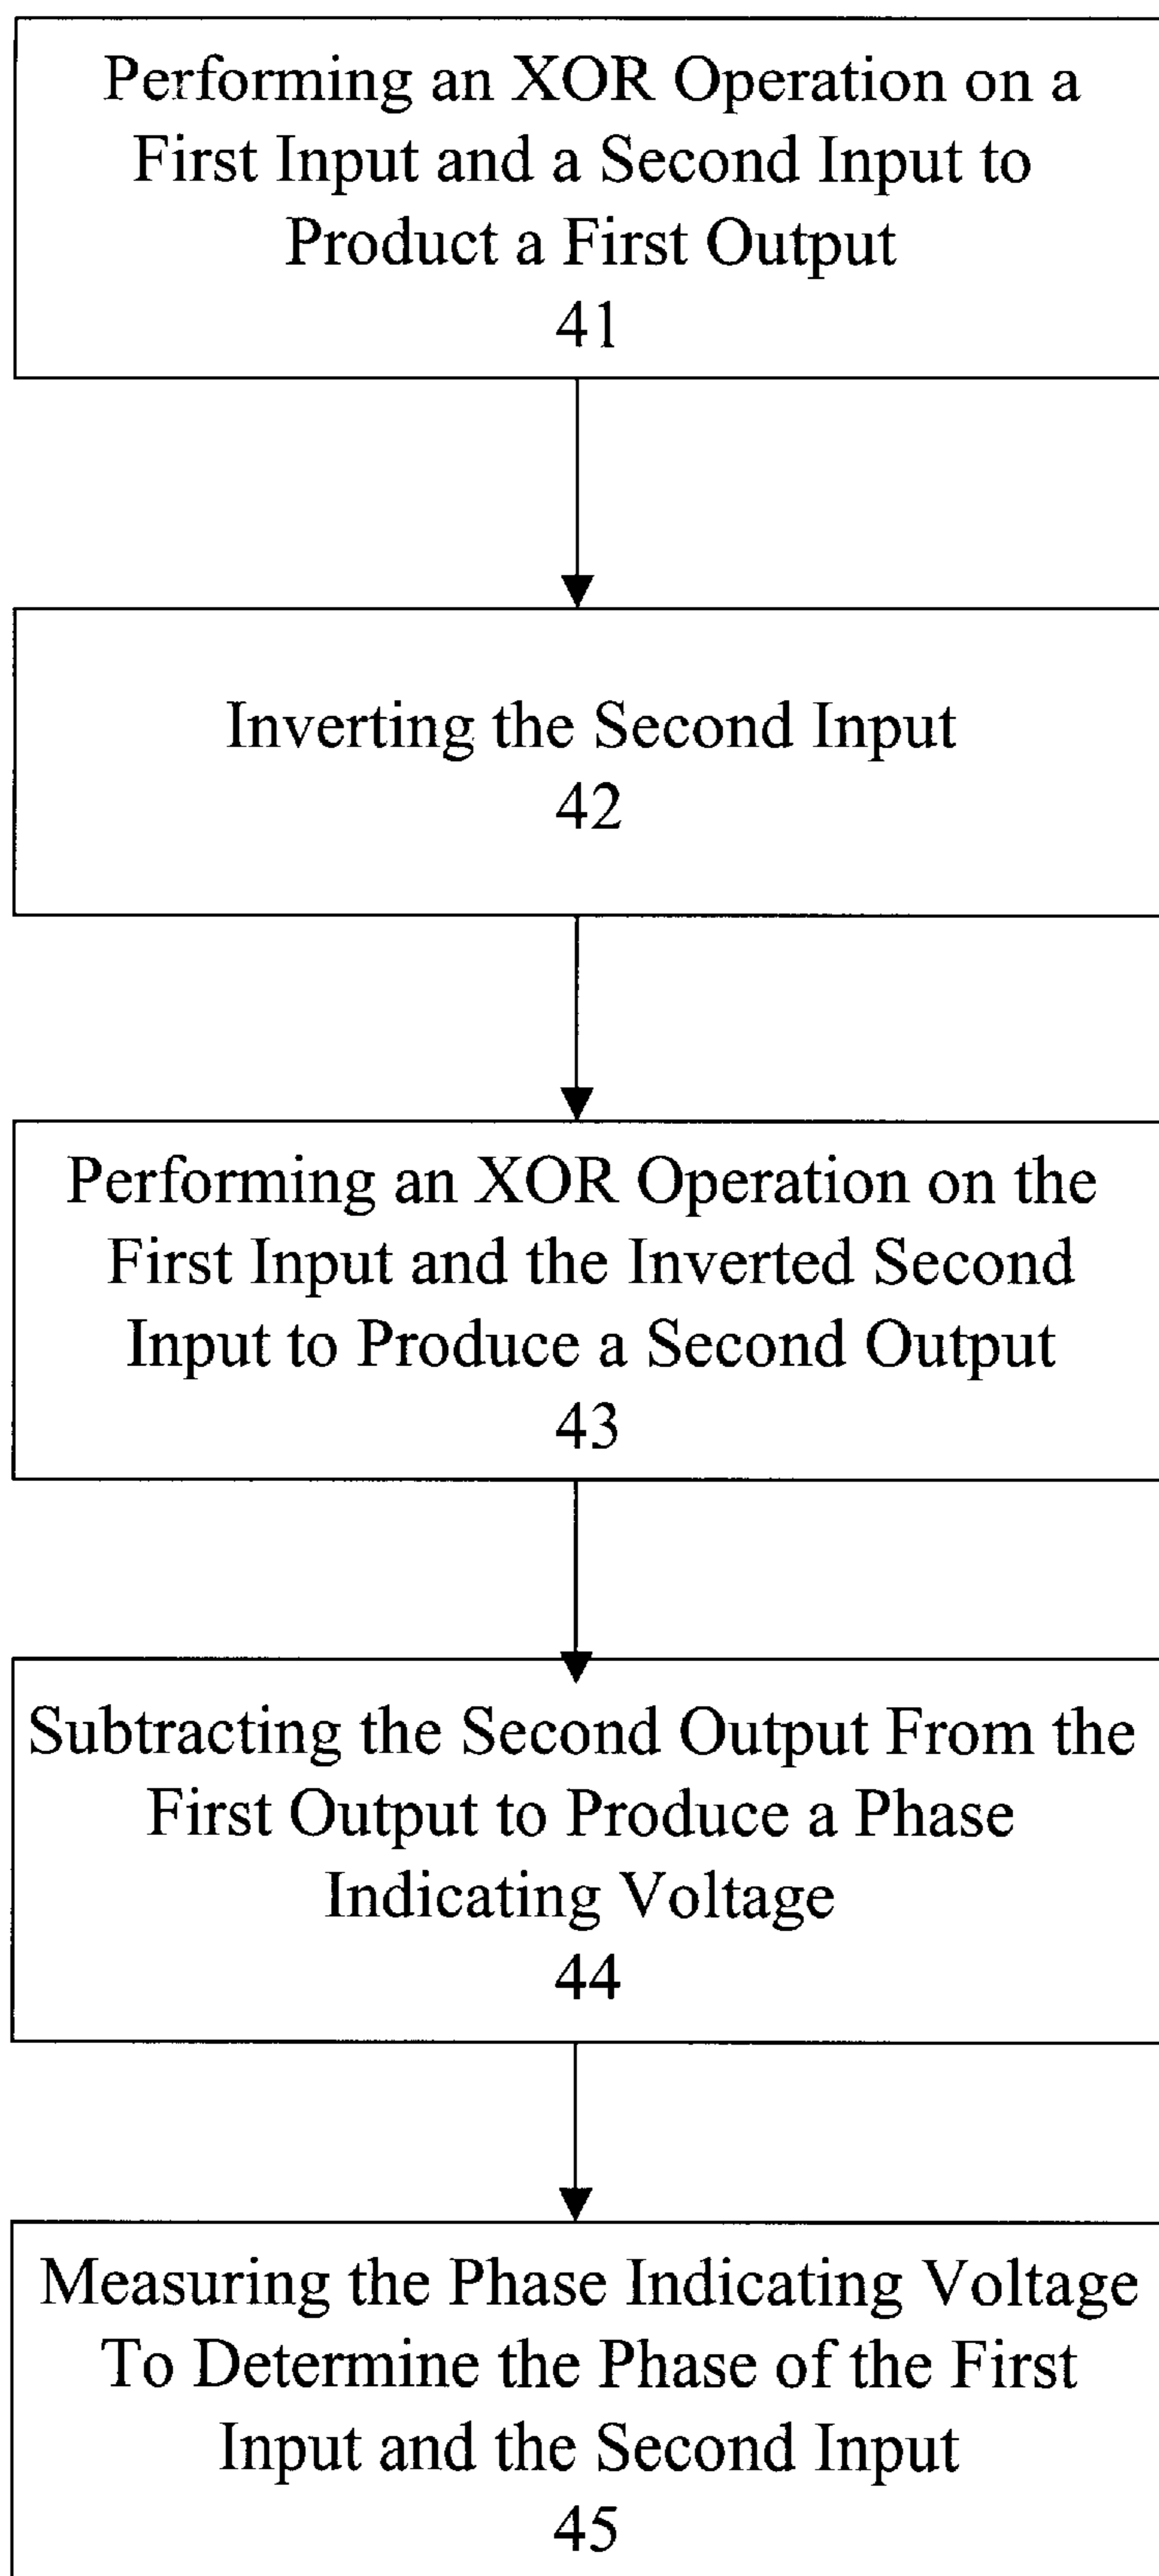 Performing an XOR Operation on a
First Input and a Second Input to
Product a First Output
41
Inverting the Second Input
42
Performing an XOR Operation on the
First Input and the Inverted Second
Input to Produce a Second Output
43
Subtracting the Second Output From the
First Output to Produce a Phase
Indicating Voltage
44
Measuring the Phase Indicating Voltage
To Determine the Phase of the First
Input and the Second Input
45